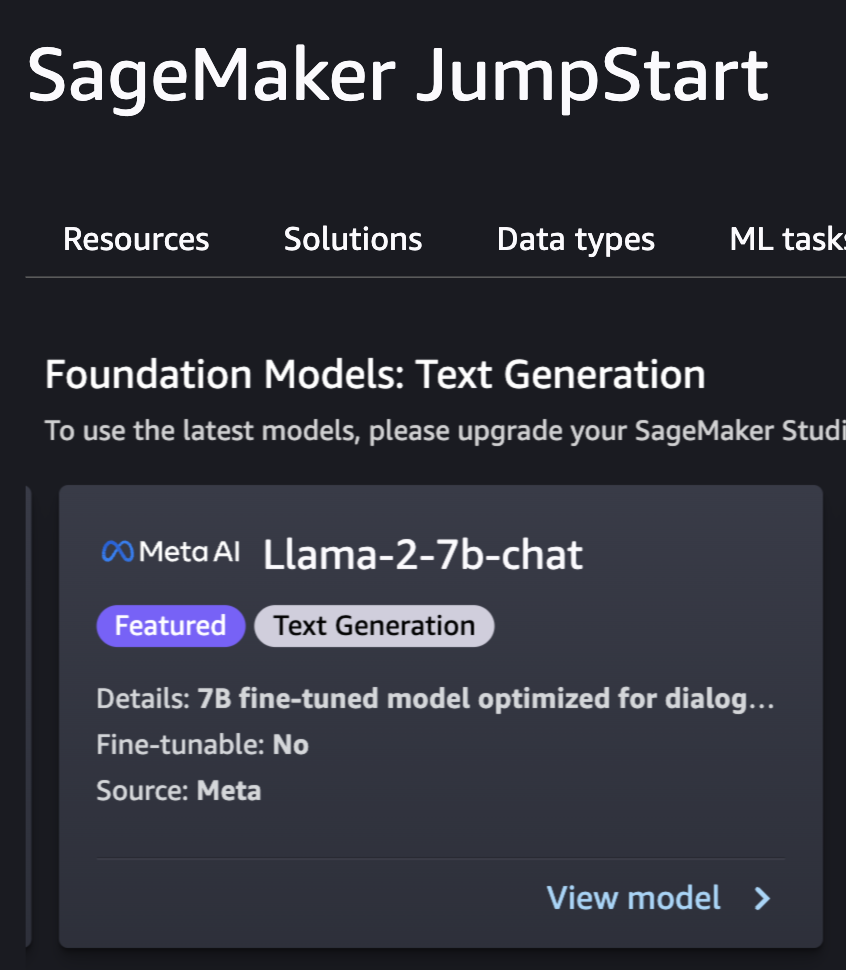 SageMaker JumpStart
Resources Solutions Data types ML tasks
Foundation Models: Text Generation
To use the latest models, please upgrade your SageMaker Studi
Meta AI Llama-2-7b-chat
Featured Text Generation
Details: 7B fine-tuned model optimized for dialog...
Fine-tunable: No
Source: Meta
View model